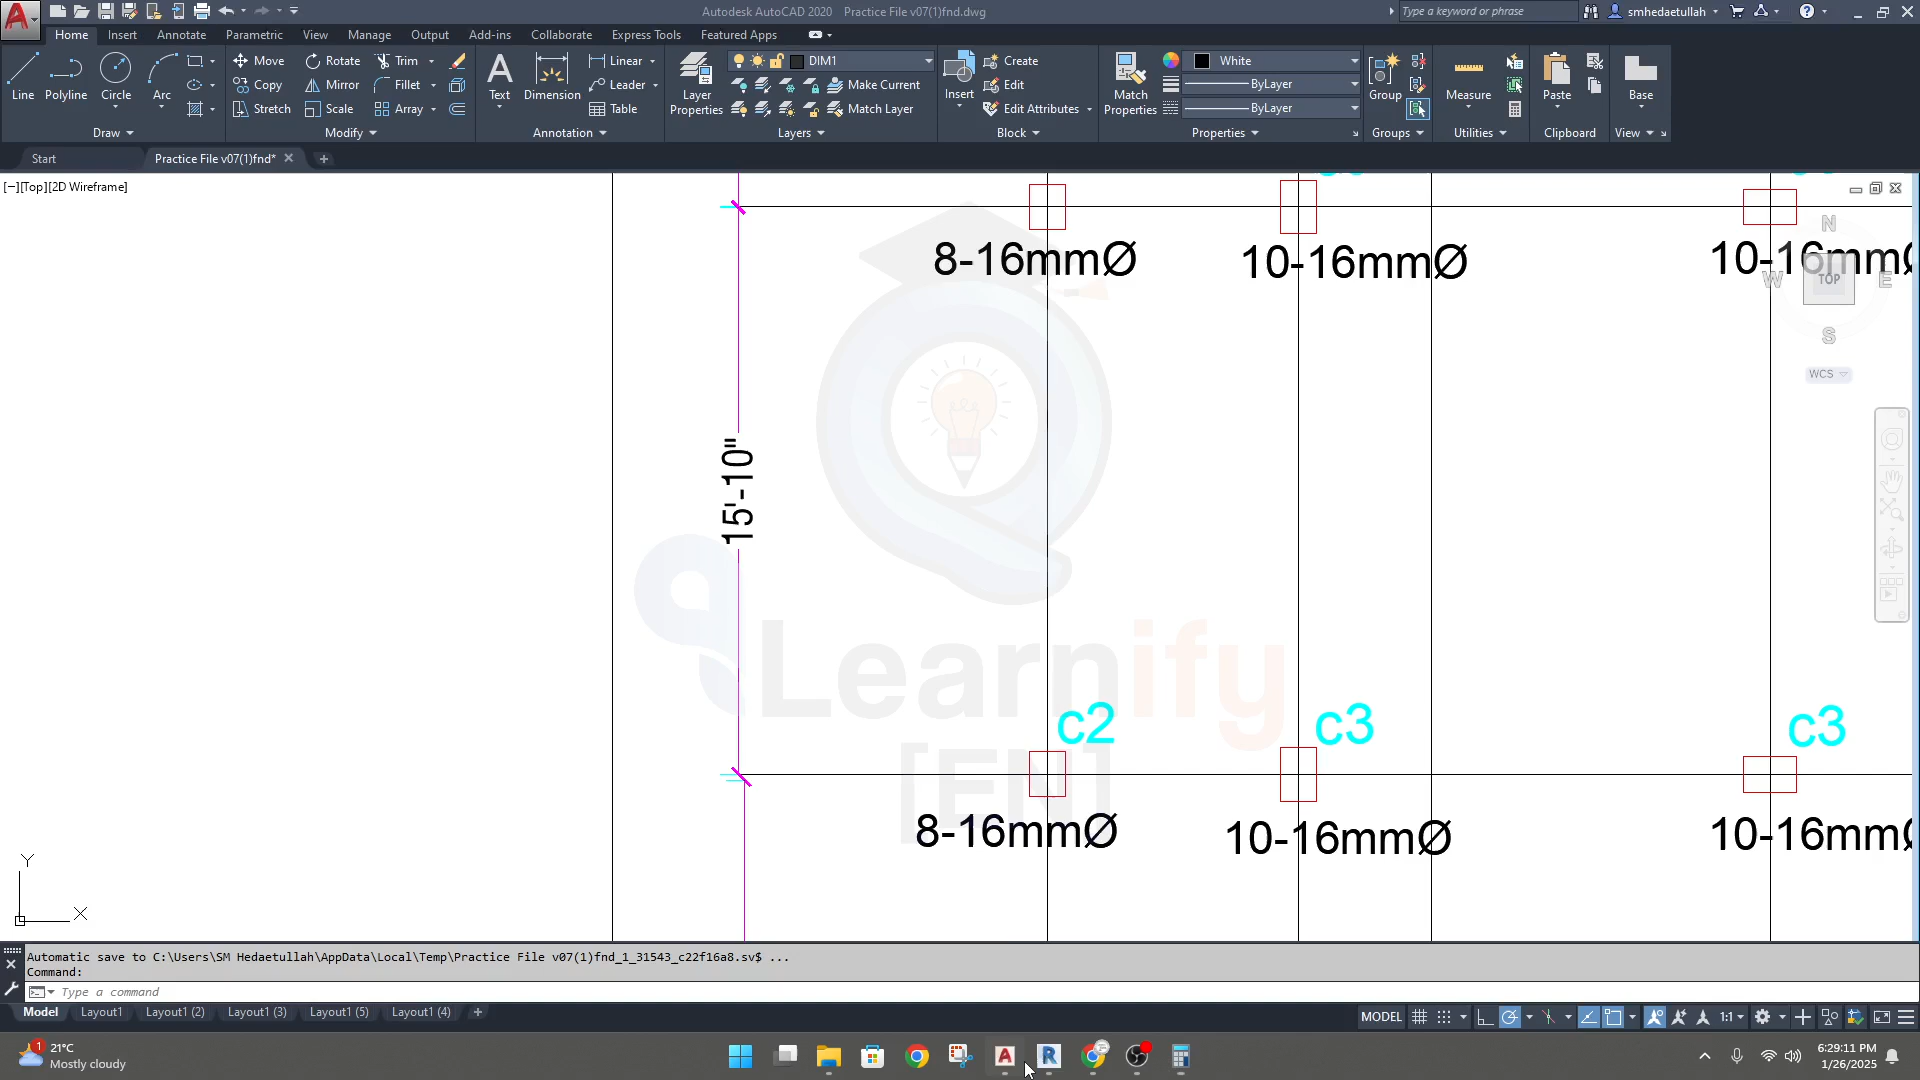 Autodesk AutoCAD 2020 Practice File v07(1)fnd.dwg
Type a keyword or phrase
smhedaetullah
Home Insert Annotate Parametric View Manage Output Add-ins Collaborate Express Tools Featured Apps
Line Polyline Circle Arc
Move Rotate Trim
Copy Mirror Fillet
Stretch Scale Array
Text Dimension
Linear
Leader
Table
Layer Properties
DIM1
Make Current
Match Layer
Insert
Create
Edit
Edit Attributes
Match Properties
White
ByLayer
ByLayer
Group
Measure
Paste
Base
Draw Modify Annotation Layers Block Properties Groups Utilities Clipboard View
Start Practice File v07(1)fnd*
[−][Top][2D Wireframe]
N
W TOP E
S
WCS
8-16mmØ 10-16mmØ 10-16mmØ
15'-10"
Learnify
[EN]
c2 c3 c3
8-16mmØ 10-16mmØ 10-16mmØ
Y
X
Automatic save to C:\Users\SM Hedaetullah\AppData\Local\Temp\Practice File v07(1)fnd_1_31543_c22f16a8.sv$ ...
Command:
Type a command
Model Layout1 Layout1 (2) Layout1 (3) Layout1 (5) Layout1 (4)
MODEL 1:1
1
21°C
Mostly cloudy
6:29:11 PM
1/26/2025